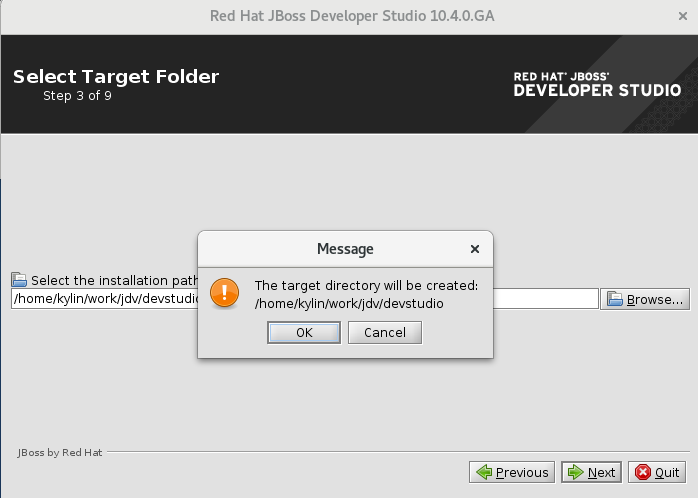 Red Hat JBoss Developer Studio 10.4.0.GA
Select Target Folder
Step 3 of 9
RED HAT® JBOSS®
DEVELOPER STUDIO
Message
The target directory will be created:
/home/kylin/work/jdv/devstudio
OK Cancel
Select the installation path
/home/kylin/work/jdv/devstudio
Browse...
JBoss by Red Hat
Previous Next Quit